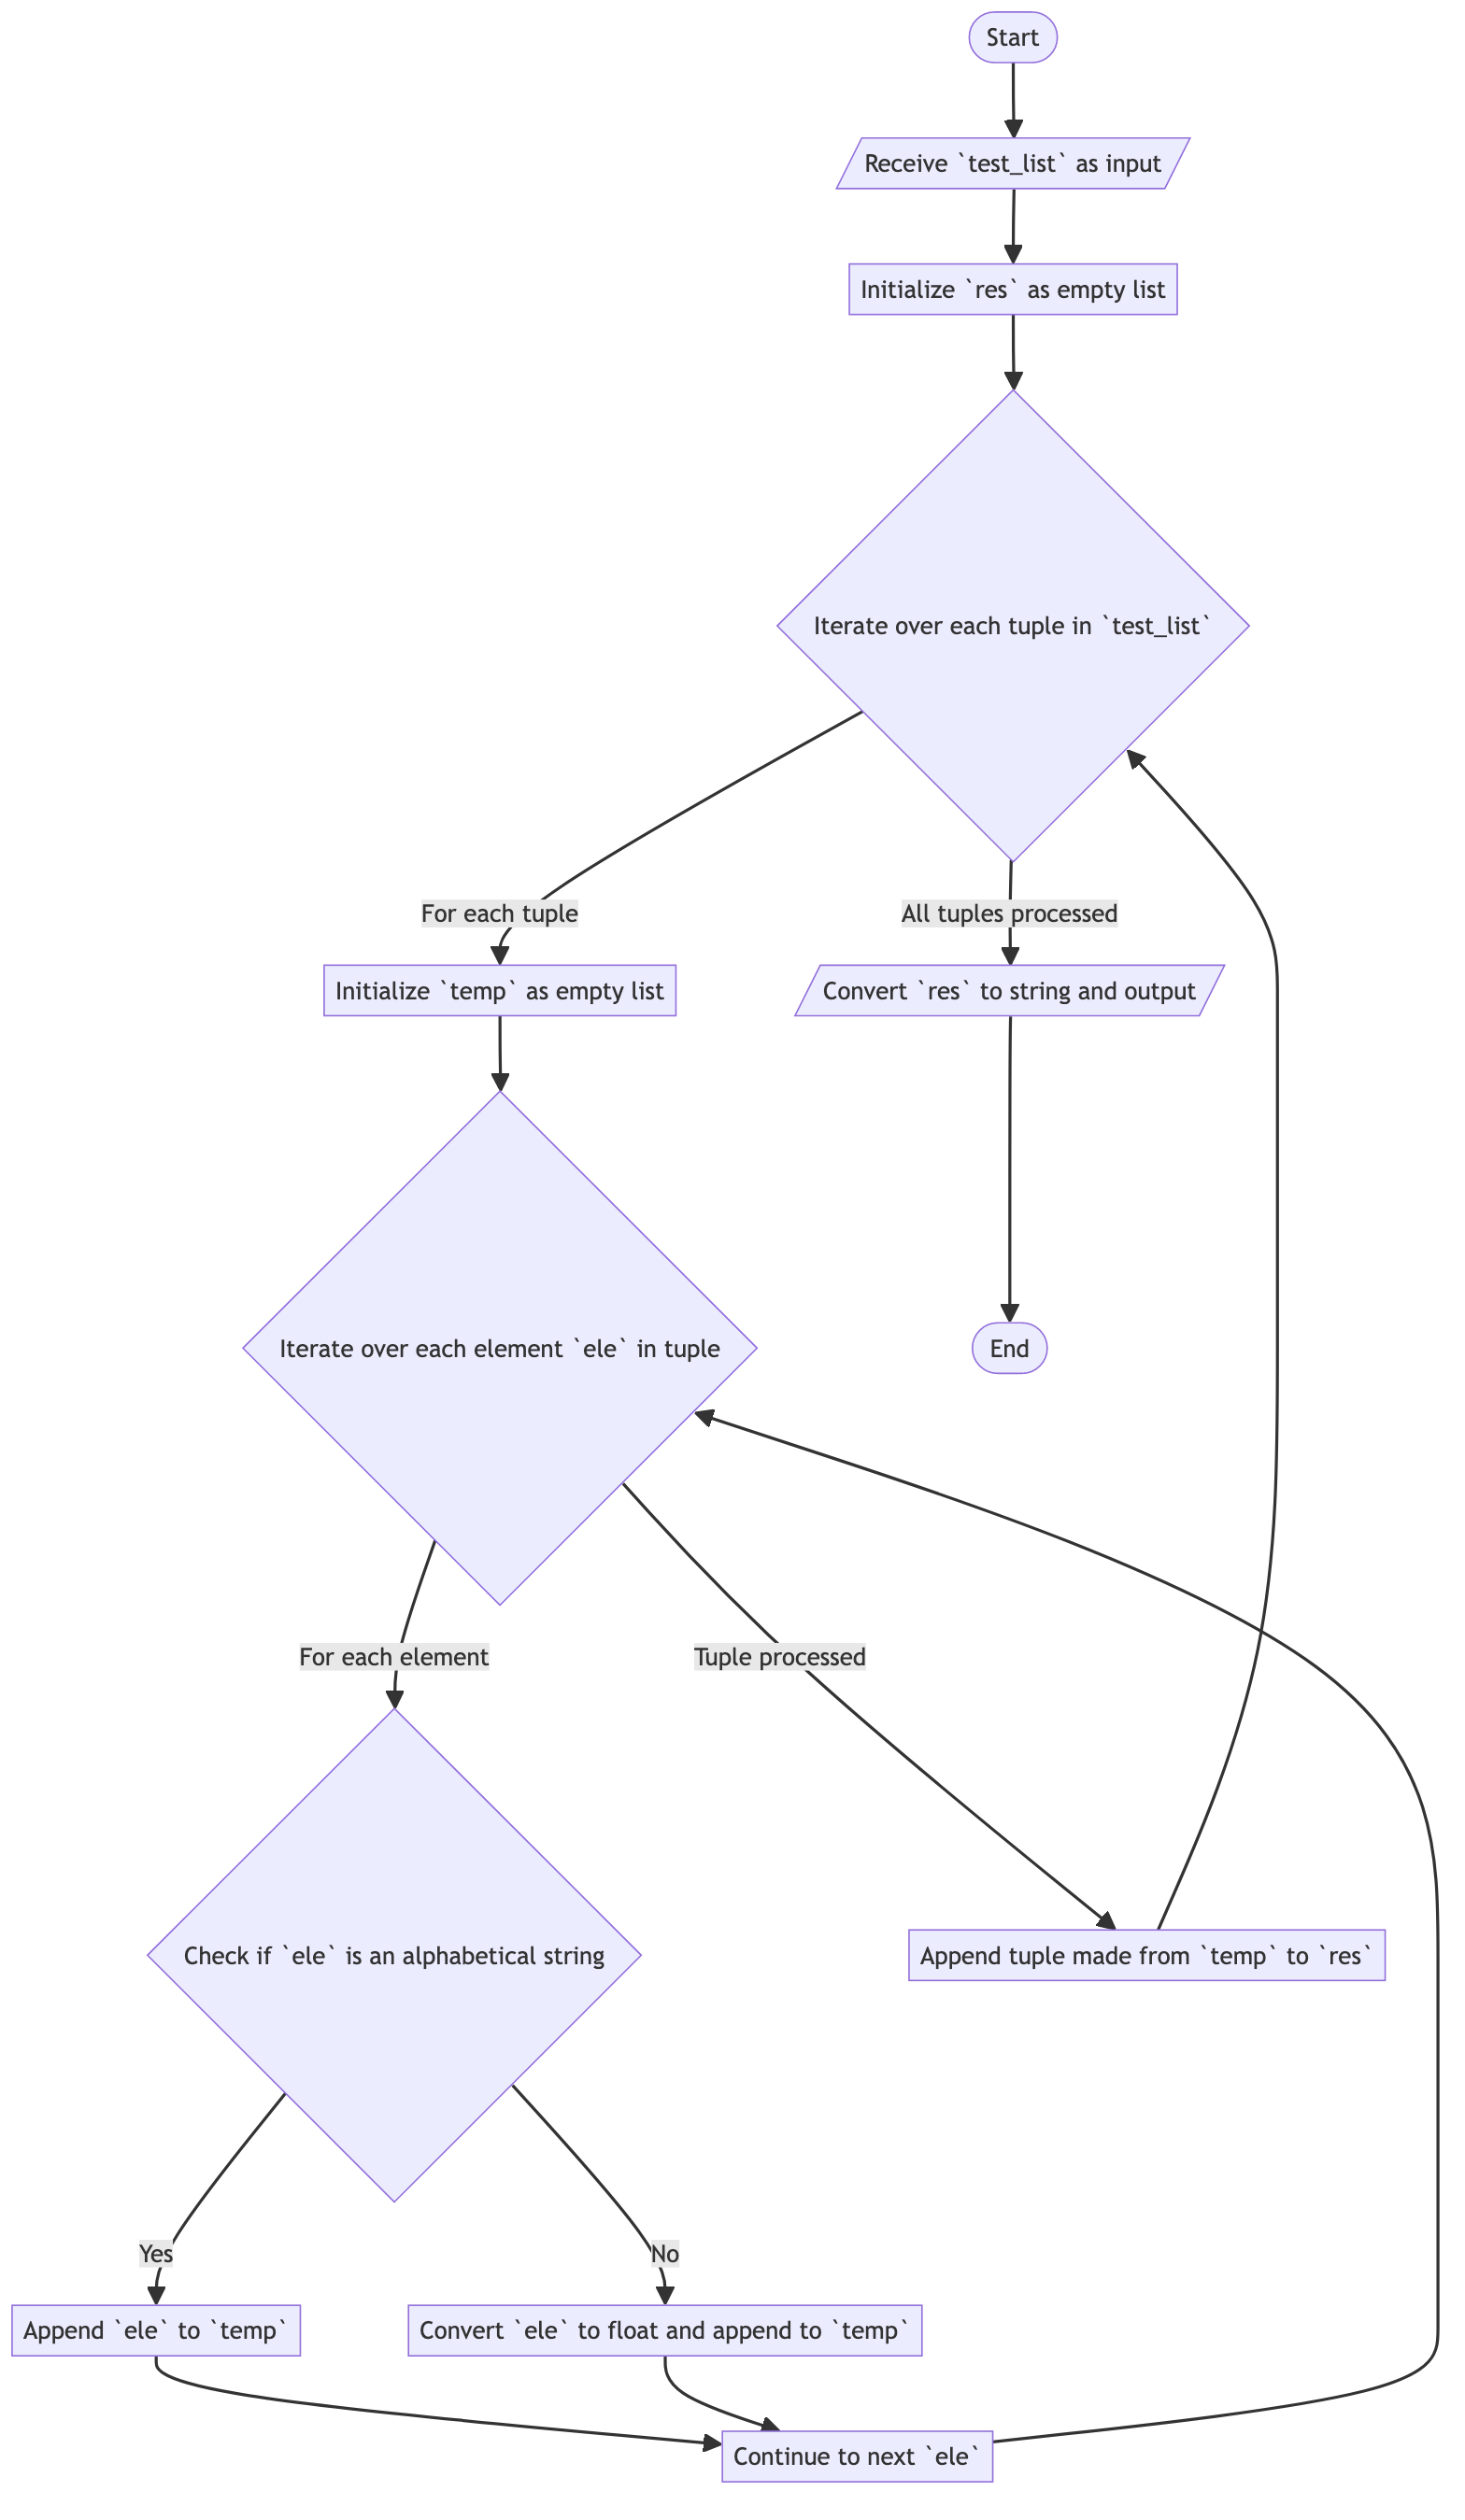 Start
Receive `test_list` as input
Initialize `res` as empty list
Iterate over each tuple in `test_list`
For each tuple
All tuples processed
Initialize `temp` as empty list
Convert `res` to string and output
Iterate over each element `ele` in tuple
End
For each element
Tuple processed
Check if `ele` is an alphabetical string
Append tuple made from `temp` to `res`
Yes
No
Append `ele` to `temp`
Convert `ele` to float and append to `temp`
Continue to next `ele`